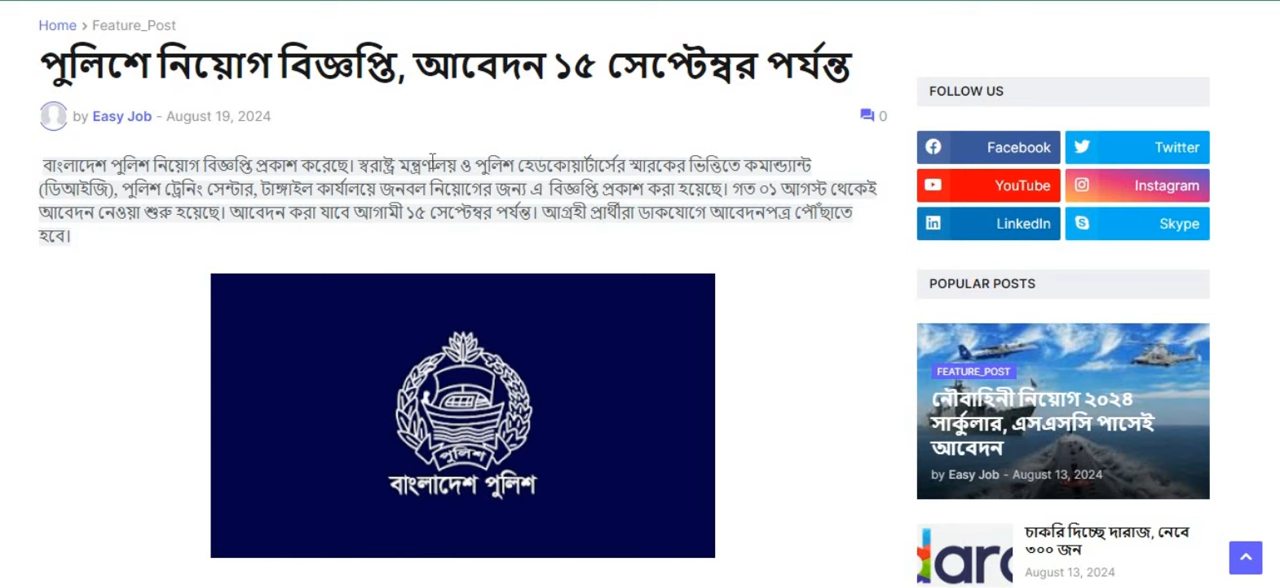 Home > Feature_Post
পুলিশে নিয়োগ বিজ্ঞপ্তি, আবেদন ১৫ সেপ্টেম্বর পর্যন্ত
by Easy Job - August 19, 2024
0
বাংলাদেশ পুলিশ নিয়োগ বিজ্ঞপ্তি প্রকাশ করেছে। স্বরাষ্ট্র মন্ত্রণালয় ও পুলিশ হেডকোয়ার্টার্সের স্মারকের ভিত্তিতে কমান্ড্যান্ট
(ডিআইজি), পুলিশ ট্রেনিং সেন্টার, টাঙ্গাইল কার্যালয়ে জনবল নিয়োগের জন্য এ বিজ্ঞপ্তি প্রকাশ করা হয়েছে। গত ০১ আগস্ট থেকেই
আবেদন নেওয়া শুরু হয়েছে। আবেদন করা যাবে আগামী ১৫ সেপ্টেম্বর পর্যন্ত। আগ্রহী প্রার্থীরা ডাকযোগে আবেদনপত্র পৌঁছাতে
হবে।
পুলিশ
বাংলাদেশ পুলিশ
FOLLOW US
Facebook
Twitter
YouTube
Instagram
LinkedIn
Skype
POPULAR POSTS
FEATURE_POST
নৌবাহিনী নিয়োগ ২০২৪
সার্কুলার, এসএসসি পাসেই
আবেদন
by Easy Job - August 13, 2024
চাকরি দিচ্ছে দারাজ, নেবে
৩০০ জন
August 13, 2024